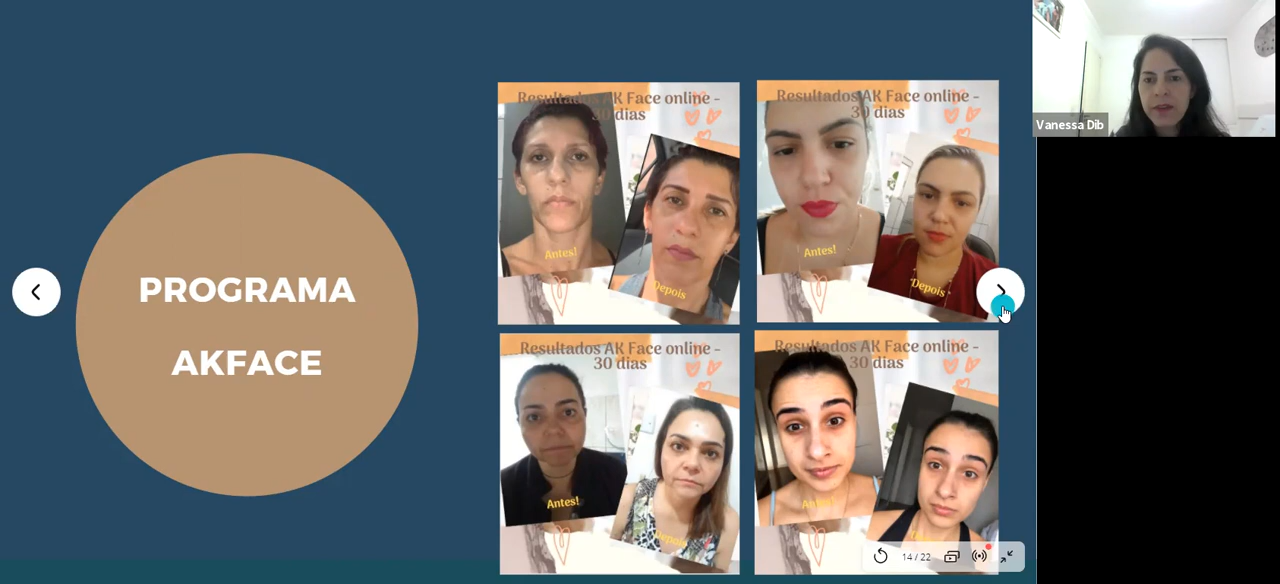 PROGRAMA
AKFACE
Resultados AK Face online -
30 dias
Antes!
Depois
Resultados AK Face online -
30 dias
Antes!
Depois
Resultados AK Face online -
30 dias
Antes!
Depois
Resultados AK Face online -
30 dias
Antes!
14 / 22
Vanessa Dib